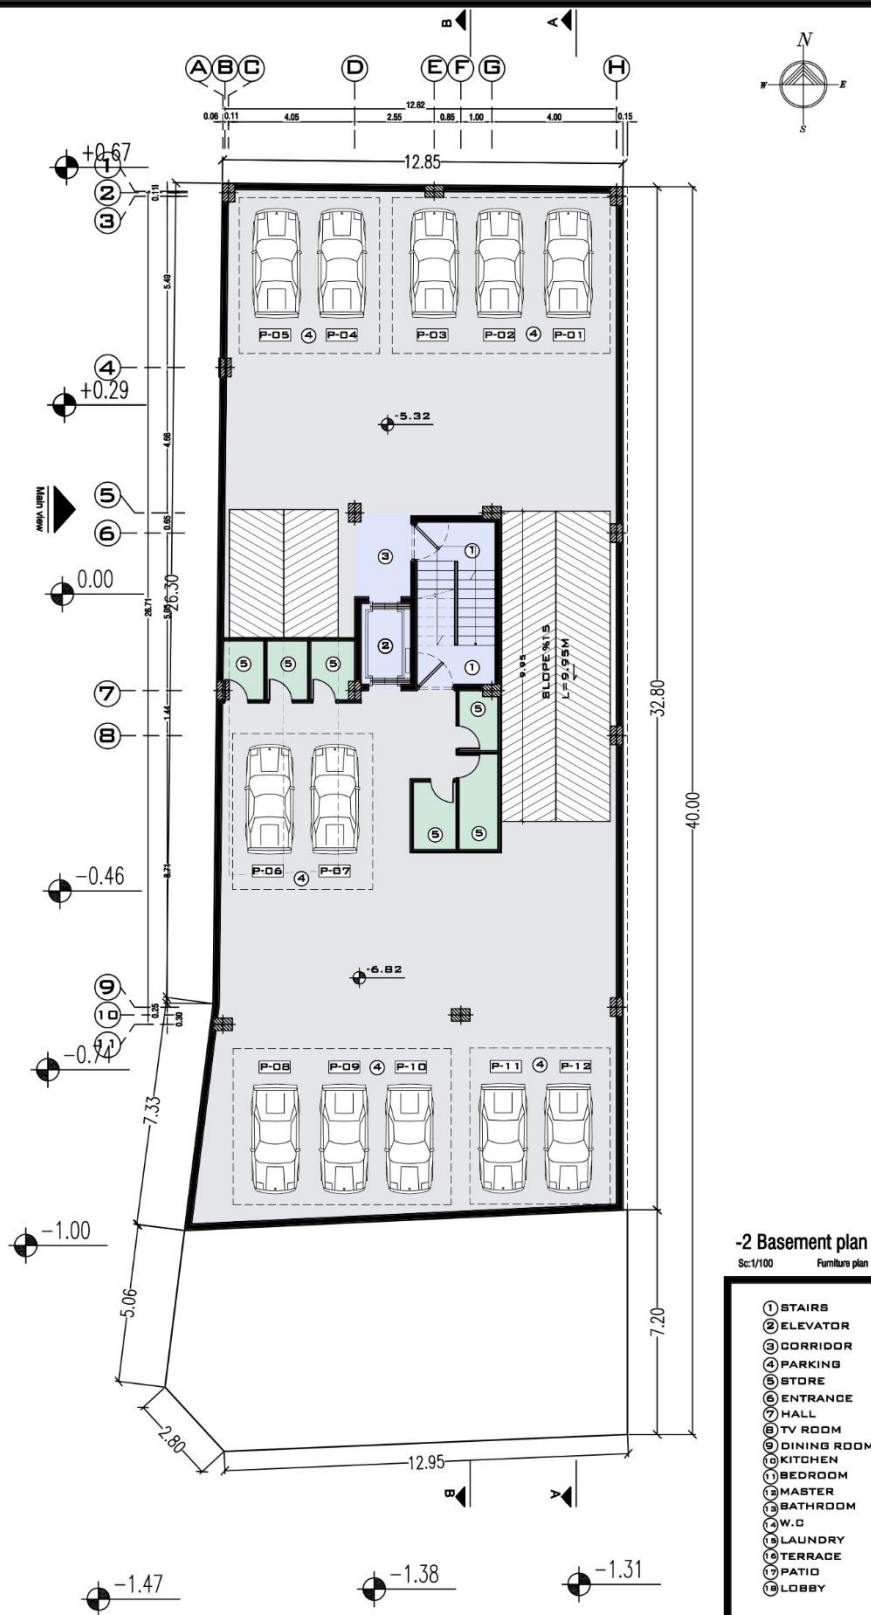 B A
N
W E
S
A B C D E F G H
12.62
0.06 0.11 4.05 2.55 0.85 1.00 4.00 0.15
12.85
+0.67
1
2
3
0.11
5.49
P-05 4 P-04 P-03 P-02 4 P-01
4
+0.29
-5.32
4.66
5
Main view
0.65
6
3 1
0.00
26.71
26.30
2
5 5 5
1
SLOPE %15
L=9.95M
9.95
7
5
32.80
1.44
8
40.00
5 5
P-06 4 P-07
-0.46
8.71
-6.82
9
0.25
10
0.30
11
-0.74
P-08 P-09 4 P-10 P-11 4 P-12
7.33
-1.00
-2 Basement plan
Sc:1/100 Furniture plan
5.06
7.20
1 STAIRS
2 ELEVATOR
3 CORRIDOR
4 PARKING
5 STORE
6 ENTRANCE
7 HALL
8 TV ROOM
9 DINING ROOM
10 KITCHEN
11 BEDROOM
12 MASTER
13 BATHROOM
14 W.C
15 LAUNDRY
16 TERRACE
17 PATIO
18 LOBBY
2.80
12.95
B A
-1.47
-1.38
-1.31